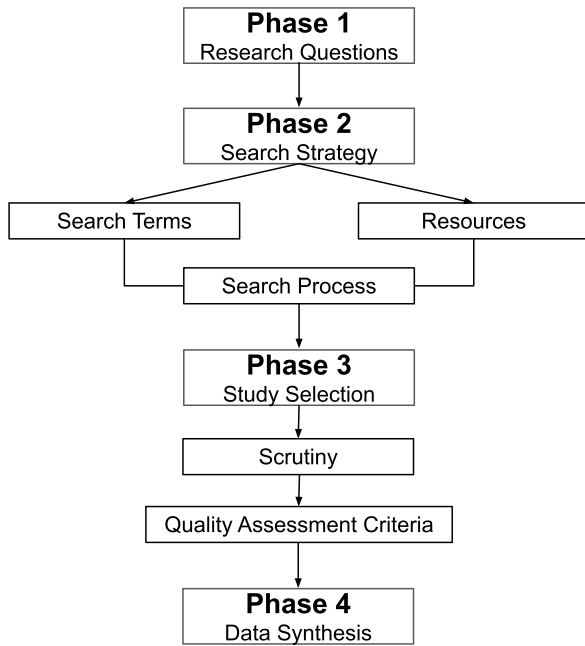 Phase 1
Research Questions
Phase 2
Search Strategy
Search Terms
Resources
Search Process
Phase 3
Study Selection
Scrutiny
Quality Assessment Criteria
Phase 4
Data Synthesis